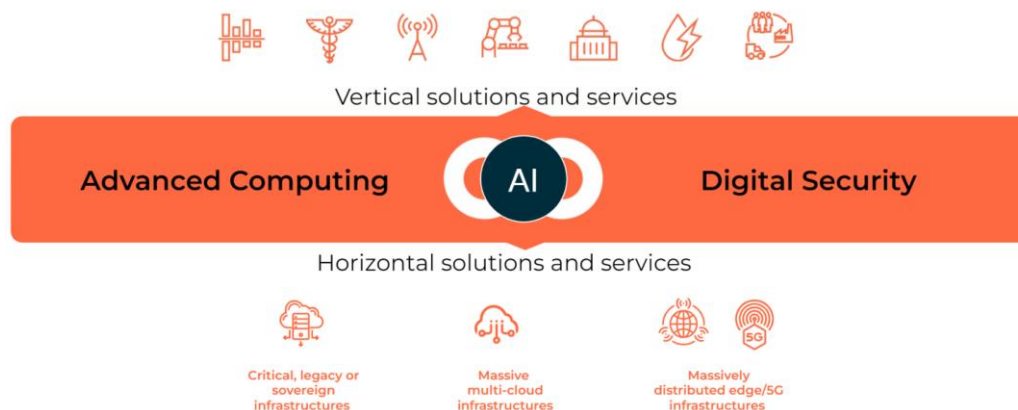 Vertical solutions and services
Advanced Computing
AI
Digital Security
Horizontal solutions and services
5G
Critical, legacy or
sovereign
infrastructures
Massive
multi-cloud
infrastructures
Massively
distributed edge/5G
infrastructures